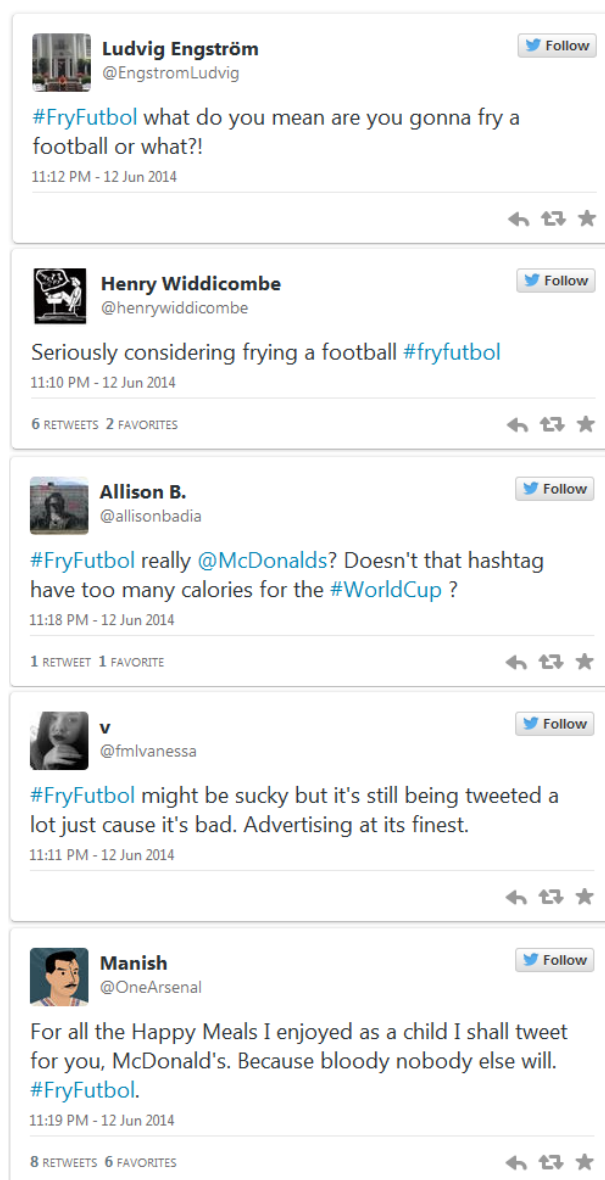 Ludvig Engström
Follow
@EngstromLudvig
#FryFutbol what do you mean are you gonna fry a
football or what?!
11:12 PM - 12 Jun 2014
Henry Widdicombe
Follow
@henrywiddicombe
Seriously considering frying a football #fryfutbol
11:10 PM - 12 Jun 2014
6 RETWEETS 2 FAVORITES
Allison B.
Follow
@allisonbadia
#FryFutbol really @McDonalds? Doesn't that hashtag
have too many calories for the #WorldCup ?
11:18 PM - 12 Jun 2014
1 RETWEET 1 FAVORITE
v
Follow
@fmlvanessa
#FryFutbol might be sucky but it's still being tweeted a
lot just cause it's bad. Advertising at its finest.
11:11 PM - 12 Jun 2014
Manish
Follow
@OneArsenal
For all the Happy Meals I enjoyed as a child I shall tweet
for you, McDonald's. Because bloody nobody else will.
#FryFutbol.
11:19 PM - 12 Jun 2014
8 RETWEETS 6 FAVORITES